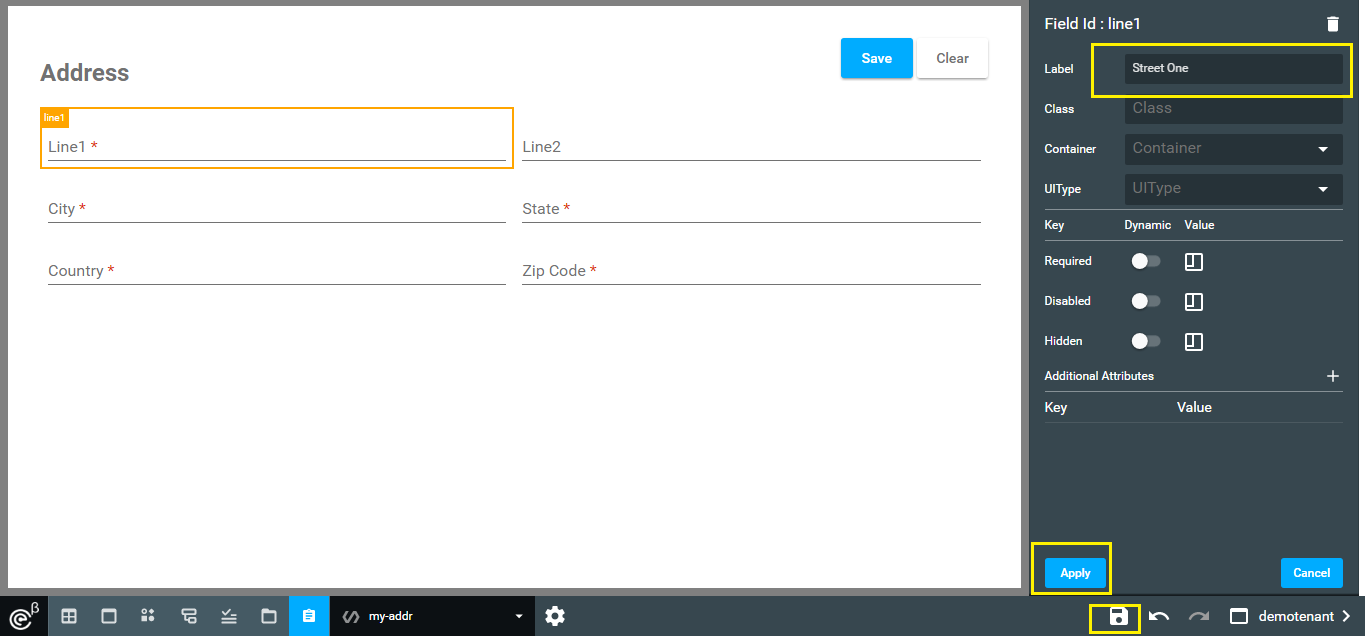 Address
Save
Clear
line1
Line1 *
Line2
City *
State *
Country *
Zip Code *
Field Id : line1
Label
Street One
Class
Class
Container
Container
UIType
UIType
Key Dynamic Value
Required
Disabled
Hidden
Additional Attributes
Key Value
Apply
Cancel
e β
my-addr
demotenant